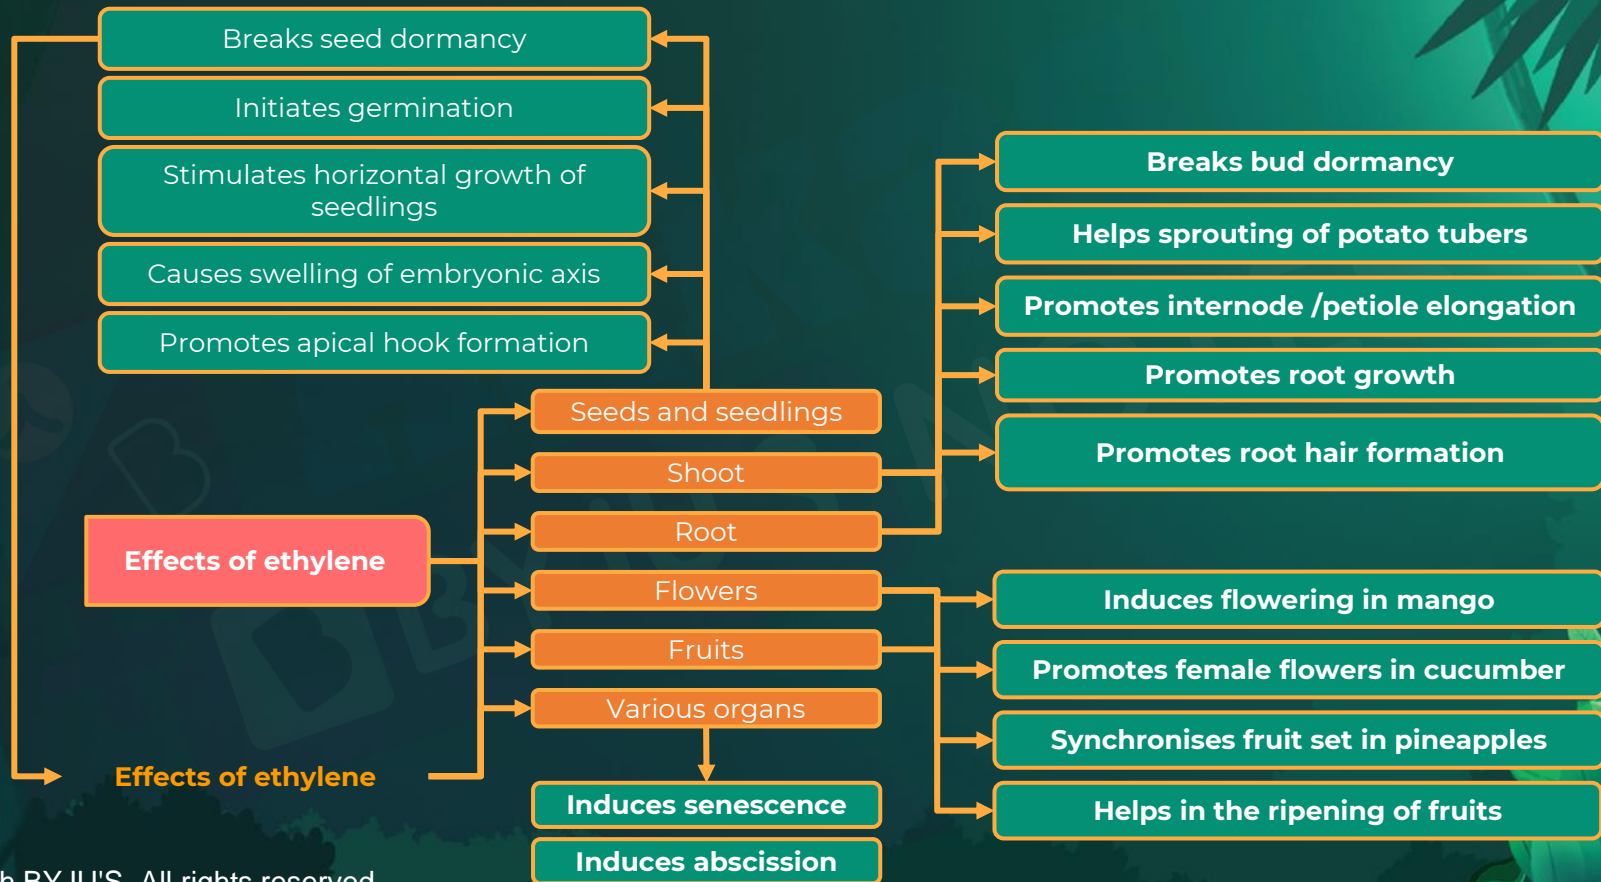 Breaks seed dormancy
Initiates germination
Stimulates horizontal growth of
seedlings
Causes swelling of embryonic axis
Promotes apical hook formation
Breaks bud dormancy
Helps sprouting of potato tubers
Promotes internode /petiole elongation
Promotes root growth
Promotes root hair formation
Seeds and seedlings
Shoot
Root
Flowers
Fruits
Various organs
Effects of ethylene
Induces flowering in mango
Promotes female flowers in cucumber
Synchronises fruit set in pineapples
Helps in the ripening of fruits
Effects of ethylene
Induces senescence
Induces abscission
BYJU'S. All rights reserved